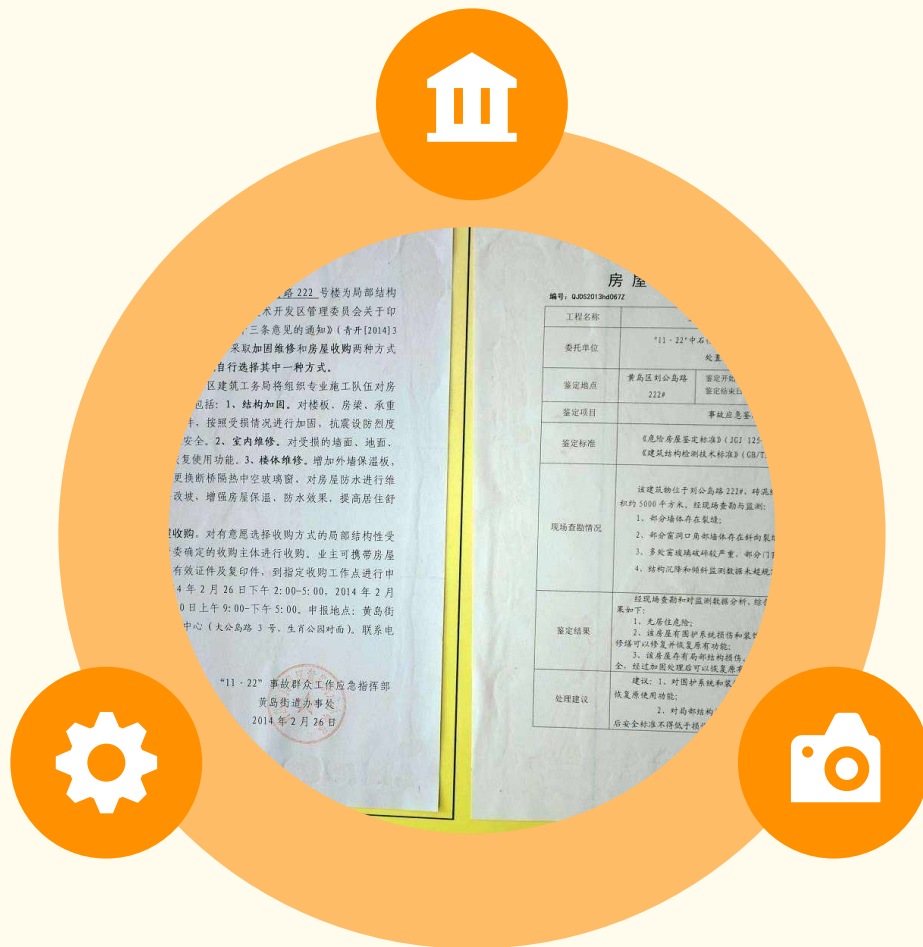 路 222 号楼为局部结构
术开发区管理委员会关于印
三条意见的通知》(青开[2014]3
采取加固维修和房屋收购两种方式
自行选择其中一种方式。
区建筑工务局将组织专业施工队伍对房
包括：1、结构加固。对楼板、房梁、承重
件，按照受损情况进行加固，抗震设防烈度
安全。2、室内维修。对受损的墙面、地面、
复使用功能。3、楼体维修。增加外墙保温板，
更换断桥隔热中空玻璃窗，对房屋防水进行维
改坡，增强房屋保温、防水效果，提高居住舒
收购。对有意愿选择收购方式的局部结构性受
委确定的收购主体进行收购。业主可携带房屋
有效证件及复印件，到指定收购工作点进行申
4 年 2 月 26 日下午 2:00-5:00，2014 年 2 月
0 日上午 9:00-下午 5:00。申报地点：黄岛街
中心（大公岛路 3 号，生肖公园对面）。联系电
“11·22”事故群众工作应急指挥部
黄岛街道办事处
2014 年 2 月 26 日
房屋
编号：QJDS2013hd067Z
工程名称
委托单位
“11·22”中石
处置
鉴定地点
黄岛区刘公岛路
222#
鉴定开始
鉴定结束日
鉴定项目
事故应急鉴
鉴定标准
《危险房屋鉴定标准》(JGJ 125-
《建筑结构检测技术标准》(GB/T
现场查勘情况
该建筑物位于刘公岛路 222#，砖混
积约 5000 平方米。经现场查勘与监测：
1、部分墙体存在裂缝；
2、部分窗洞口角部墙体存在斜向裂
3、多处窗玻璃破碎较严重，部分门
4、结构沉降和倾斜监测数据未超规
鉴定结果
经现场查勘和对监测数据分析，综合
果如下：
1、无居住危险；
2、该房屋有围护系统损伤和装
修缮可以修复并恢复原有功能；
3、该房屋存有局部结构损伤，
全，经过加固处理后可以恢复原有
处理建议
建议：1、对围护系统和装
恢复原使用功能；
2、对局部结构
后安全标准不得低于损